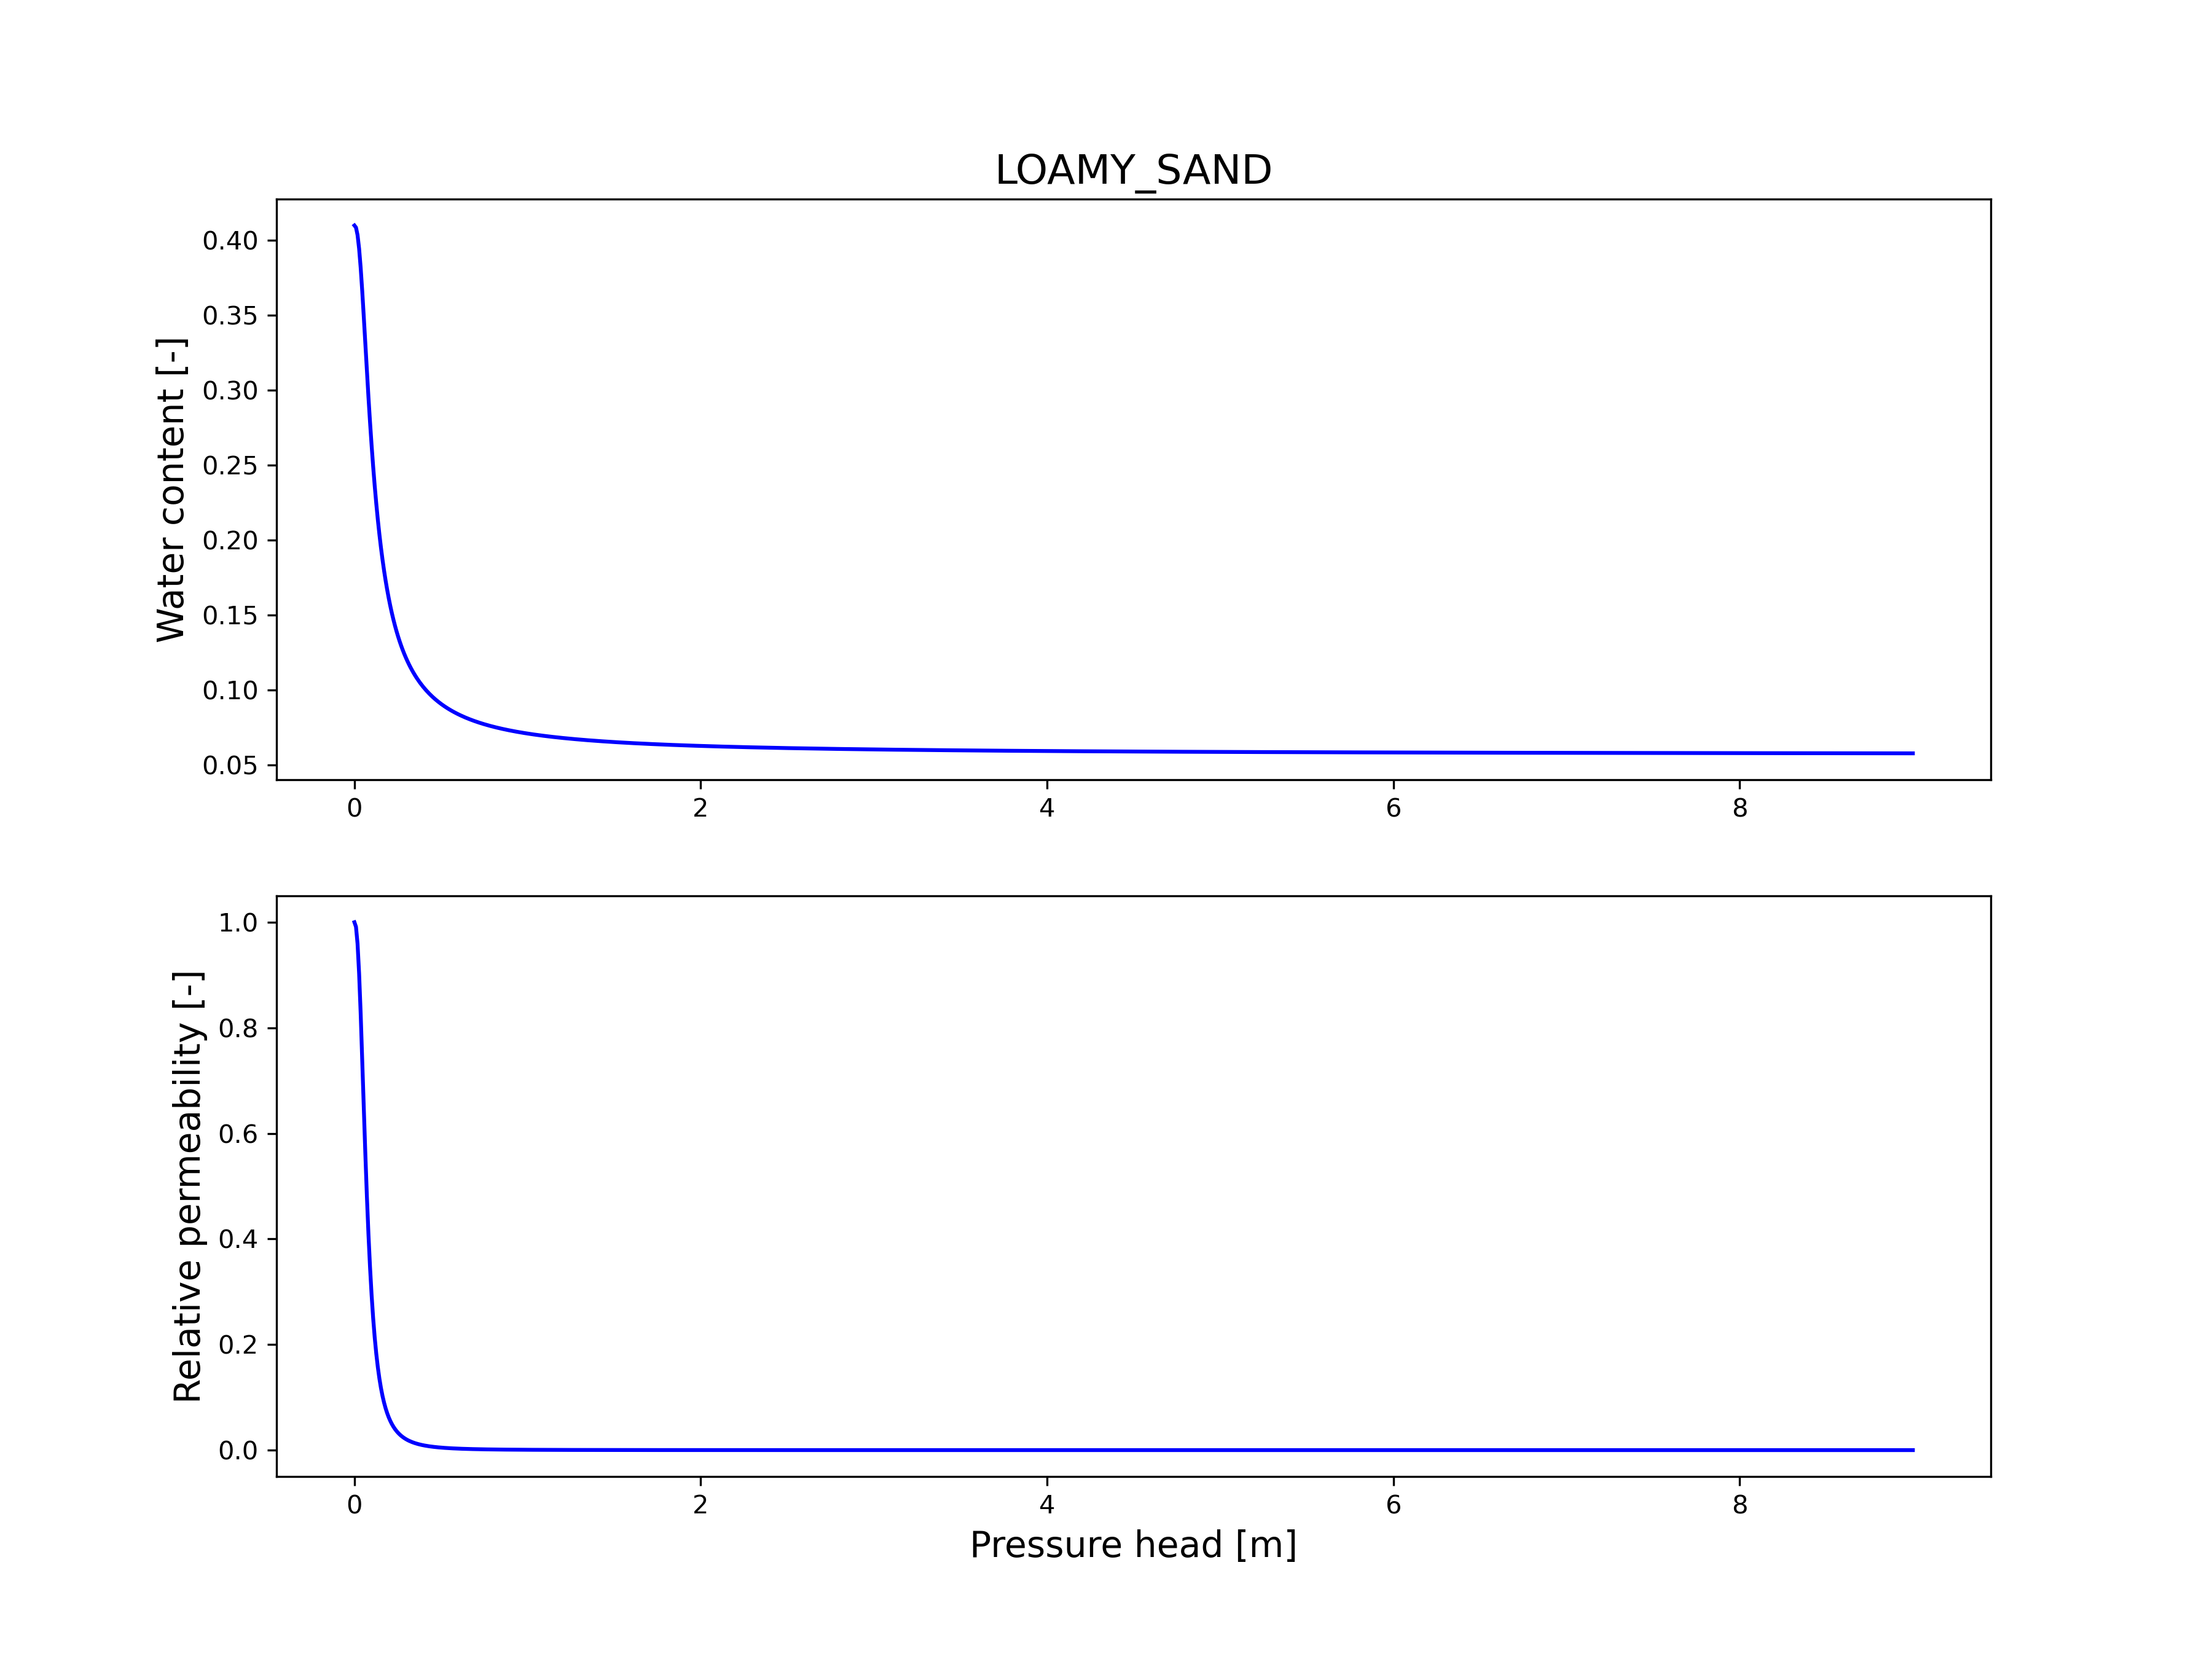 LOAMY_SAND
Water content [-]
0.40
0.35
0.30
0.25
0.20
0.15
0.10
0.05
0 2 4 6 8
Relative permeability [-]
1.0
0.8
0.6
0.4
0.2
0.0
0 2 4 6 8
Pressure head [m]